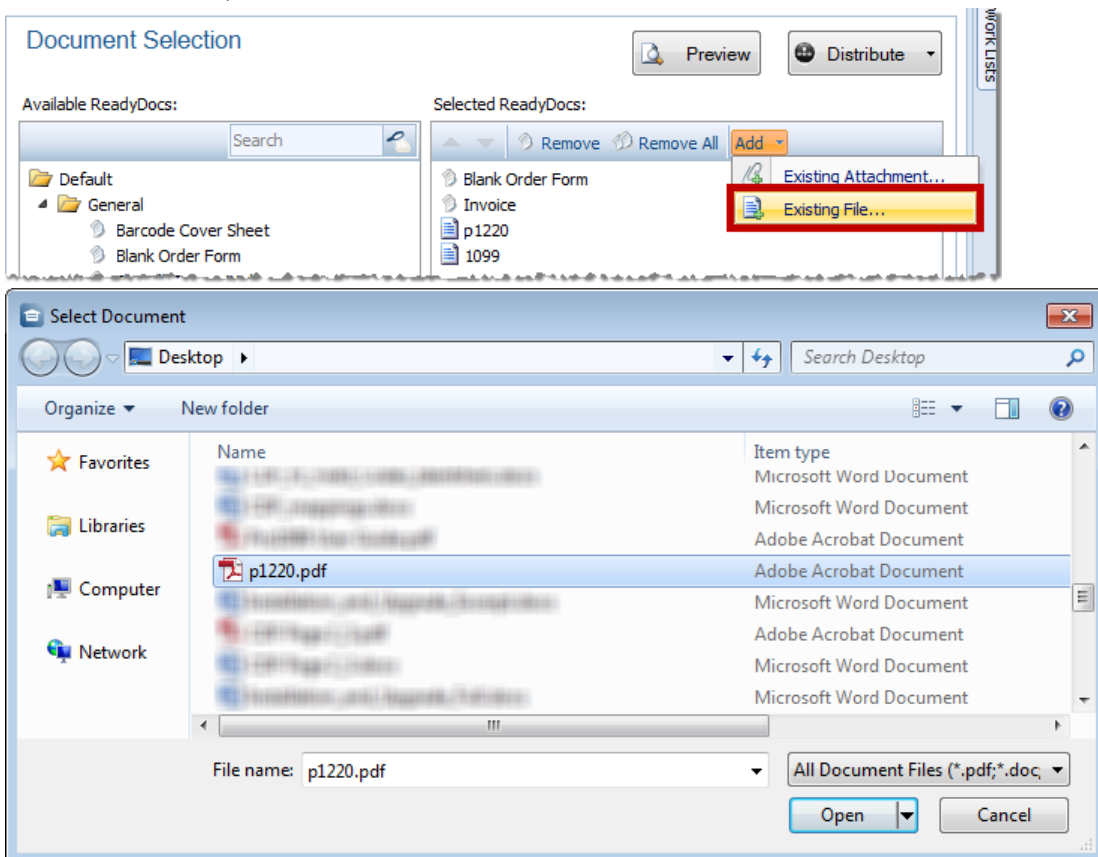 Document Selection
Preview
Distribute
Work Lists
Available ReadyDocs:
Selected ReadyDocs:
Search
Remove
Remove All
Add
Default
General
Barcode Cover Sheet
Blank Order Form
Blank Order Form
Invoice
p1220
1099
Existing Attachment...
Existing File...
Select Document
Desktop
Search Desktop
Organize
New folder
Favorites
Libraries
Computer
Network
Name
Item type
Microsoft Word Document
Microsoft Word Document
Adobe Acrobat Document
p1220.pdf
Adobe Acrobat Document
Microsoft Word Document
Adobe Acrobat Document
Microsoft Word Document
Microsoft Word Document
File name:
p1220.pdf
All Document Files (*.pdf;*.doc;
Open
Cancel